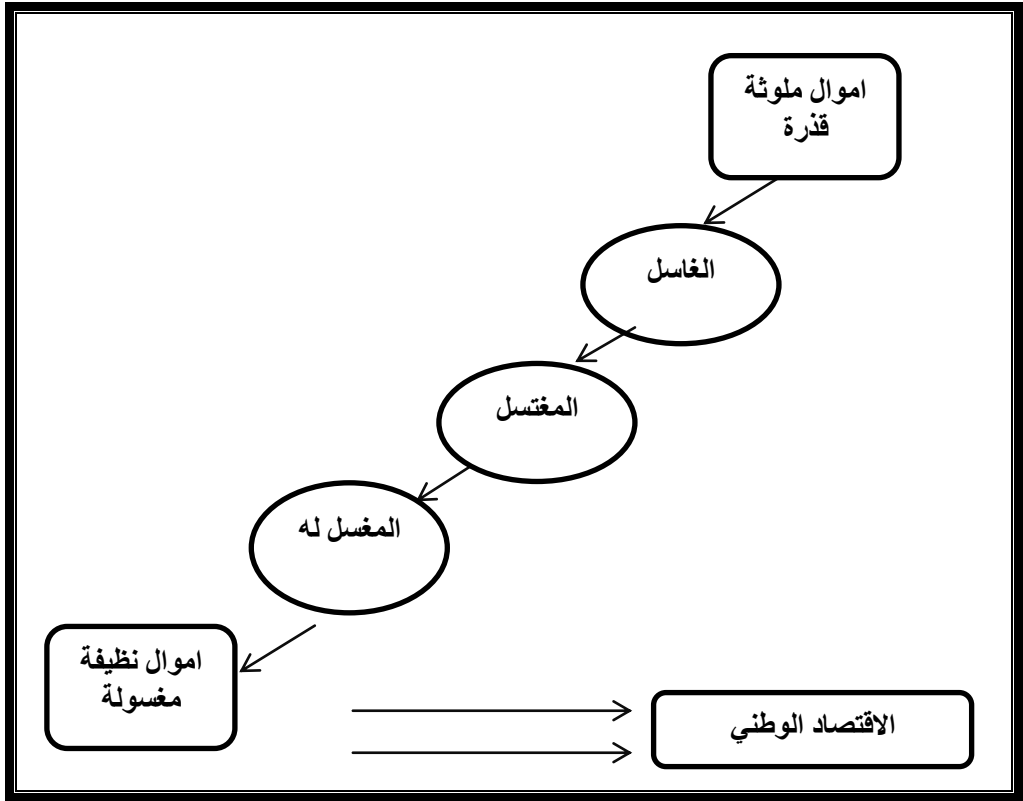 اموال ملوثة
قذرة
الغاسل
المغتسل
المغسل له
اموال نظيفة
مغسولة
الاقتصاد الوطني